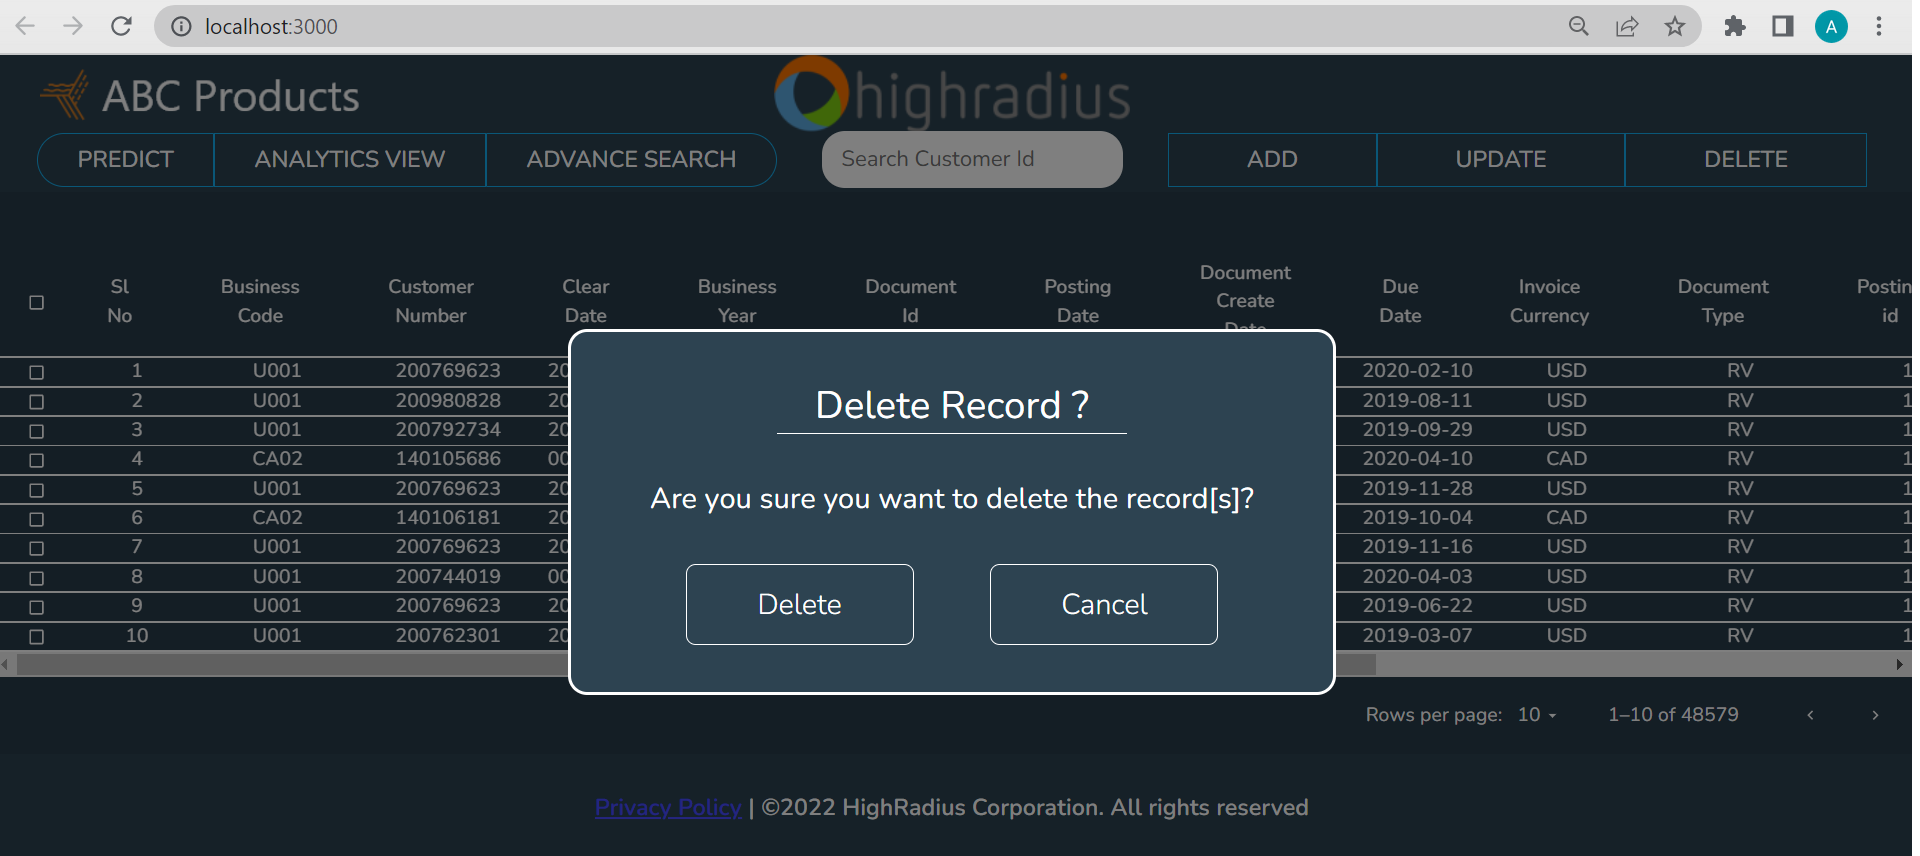 localhost:3000
A
ABC Products
highradius
PREDICT ANALYTICS VIEW ADVANCE SEARCH Search Customer Id ADD UPDATE DELETE
Sl No Business Code Customer Number Clear Date Business Year Document Id Posting Date Document Create Date Due Date Invoice Currency Document Type Postin id
1 U001 200769623 20 2020-02-10 USD RV 1
2 U001 200980828 20 2019-08-11 USD RV 1
3 U001 200792734 20 2019-09-29 USD RV 1
4 CA02 140105686 00 2020-04-10 CAD RV 1
5 U001 200769623 20 2019-11-28 USD RV 1
6 CA02 140106181 20 2019-10-04 CAD RV 1
7 U001 200769623 20 2019-11-16 USD RV 1
8 U001 200744019 00 2020-04-03 USD RV 1
9 U001 200769623 20 2019-06-22 USD RV 1
10 U001 200762301 20 2019-03-07 USD RV 1
Delete Record ?
Are you sure you want to delete the record[s]?
Delete Cancel
Rows per page: 10 1–10 of 48579
Privacy Policy | ©2022 HighRadius Corporation. All rights reserved